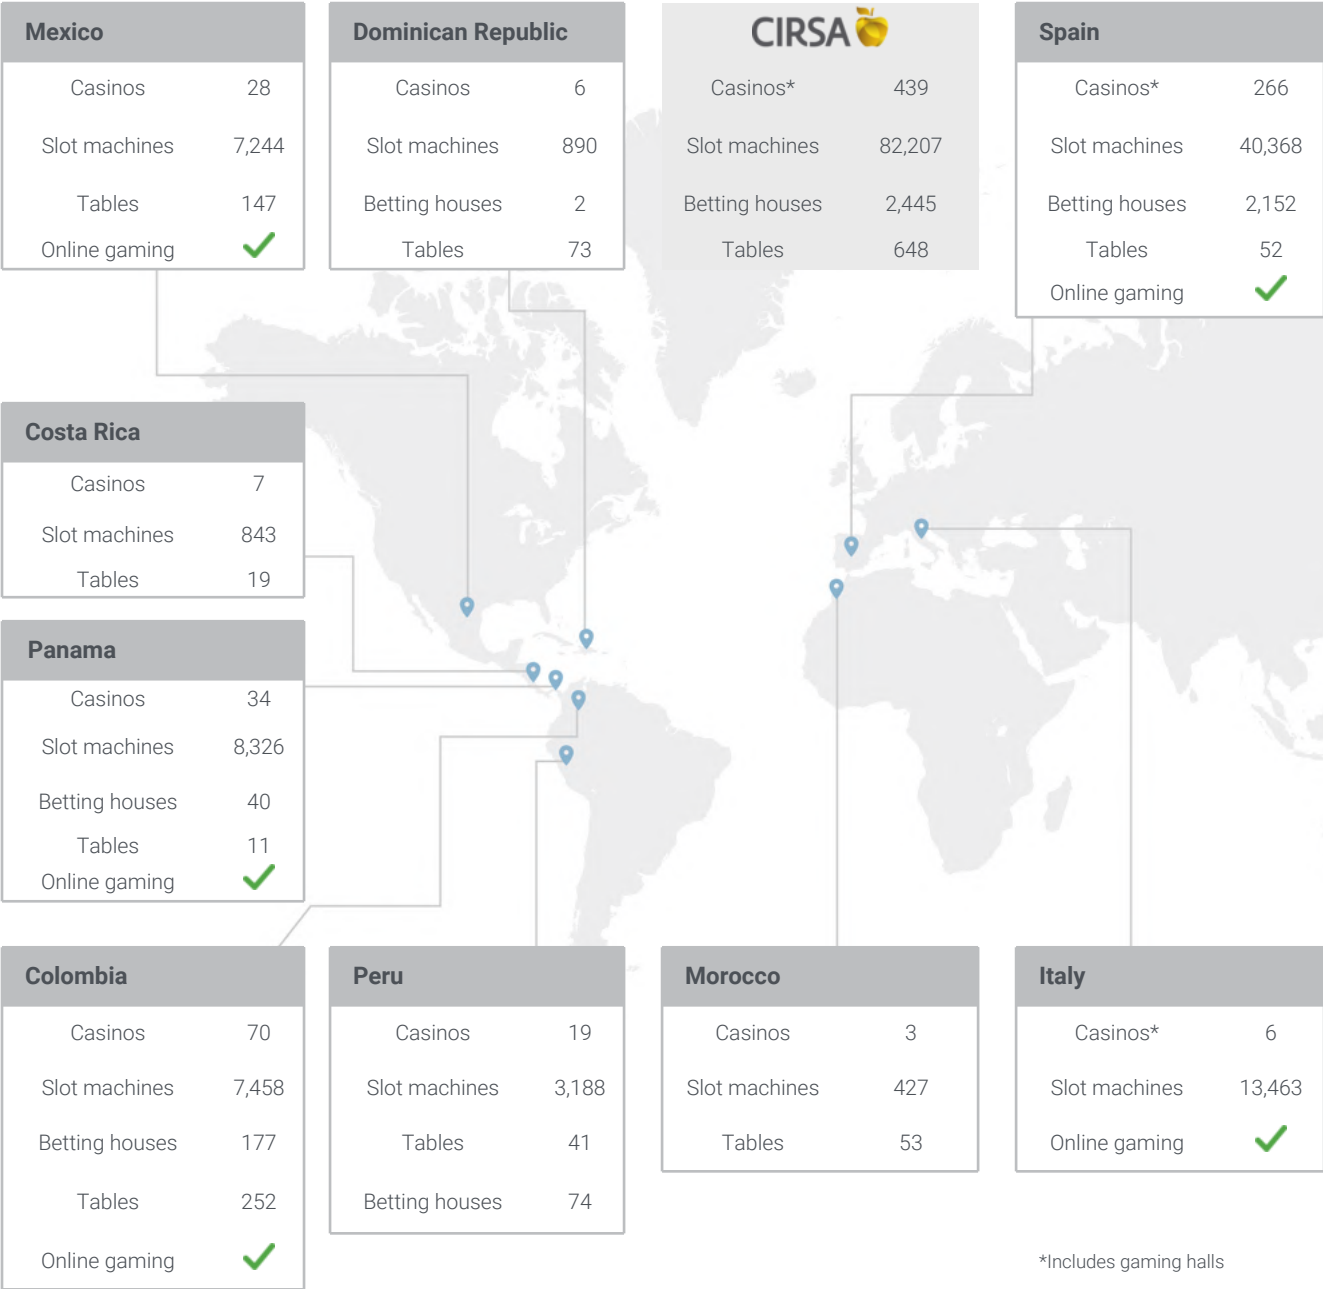 Mexico
Casinos 28
Slot machines 7,244
Tables 147
Online gaming
Dominican Republic
Casinos 6
Slot machines 890
Betting houses 2
Tables 73
CIRSA
Casinos* 439
Slot machines 82,207
Betting houses 2,445
Tables 648
Spain
Casinos* 266
Slot machines 40,368
Betting houses 2,152
Tables 52
Online gaming
Costa Rica
Casinos 7
Slot machines 843
Tables 19
Panama
Casinos 34
Slot machines 8,326
Betting houses 40
Tables 11
Online gaming
Colombia
Casinos 70
Slot machines 7,458
Betting houses 177
Tables 252
Online gaming
Peru
Casinos 19
Slot machines 3,188
Tables 41
Betting houses 74
Morocco
Casinos 3
Slot machines 427
Tables 53
Italy
Casinos* 6
Slot machines 13,463
Online gaming
*Includes gaming halls